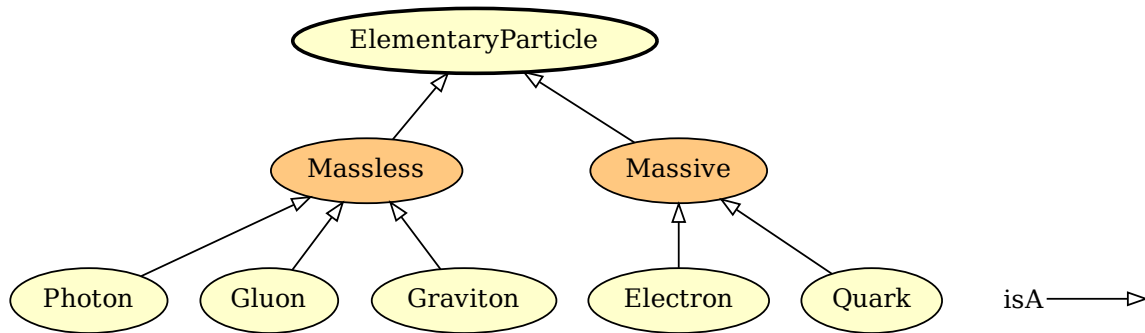 ElementaryParticle
Massless
Massive
Photon
Gluon
Graviton
Electron
Quark
isA